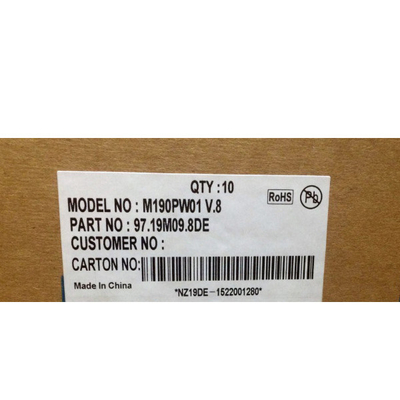 QTY :10
MODEL NO : M190PW01 V.8
RoHS
Pb
PART NO : 97.19M09.8DE
CUSTOMER NO :
CARTON NO:
Made In China
*NZ19DE-1522001280*